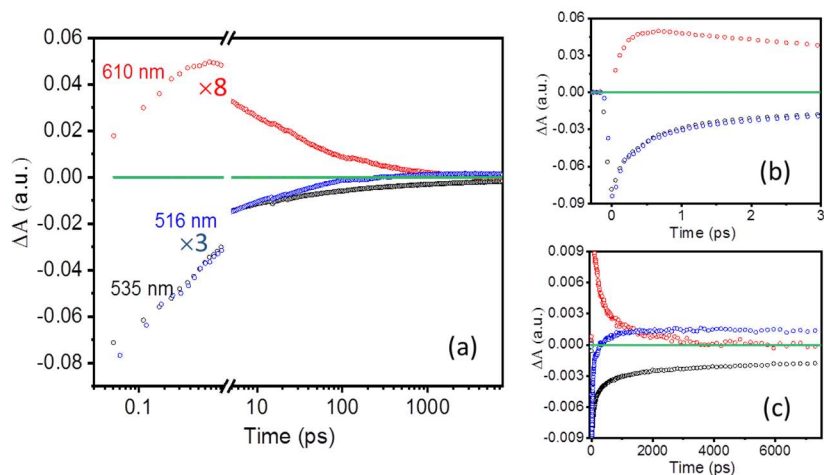 0.06
0.04
0.02
0.00
-0.02
-0.04
-0.06
-0.08
ΔA (a.u.)
610 nm
×8
516 nm
×3
535 nm
(a)
0.1
10
100
1000
Time (ps)
0.06
0.03
0.00
-0.03
-0.06
-0.09
ΔA (a.u.)
(b)
0
1
2
3
Time (ps)
0.009
0.006
0.003
0.000
-0.003
-0.006
-0.009
ΔA (a.u.)
(c)
0
2000
4000
6000
Time (ps)